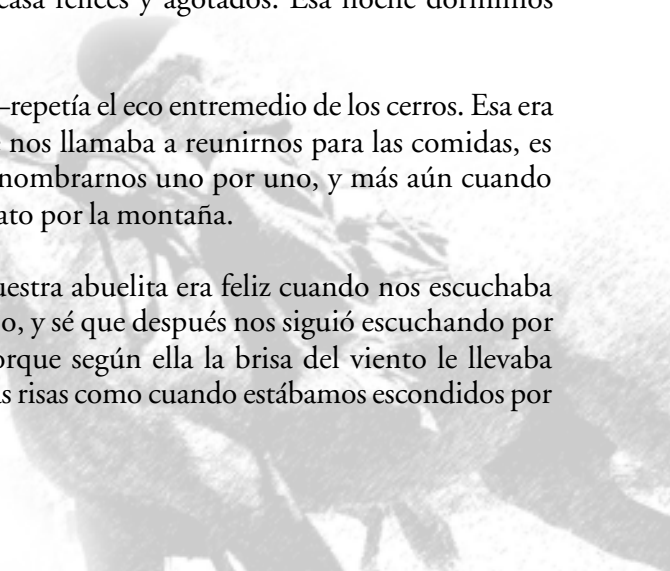 casa felices y agotados. Esa noche dormimos
–repetía el eco entremedio de los cerros. Esa era
nos llamaba a reunirnos para las comidas, es
nombrarnos uno por uno, y más aún cuando
ato por la montaña.
uestra abuelita era feliz cuando nos escuchaba
o, y sé que después nos siguió escuchando por
orque según ella la brisa del viento le llevaba
s risas como cuando estábamos escondidos por